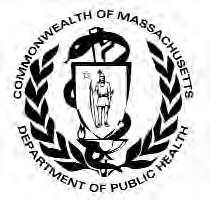 COMMONWEALTH OF MASSACHUSETTS
DEPARTMENT OF PUBLIC HEALTH